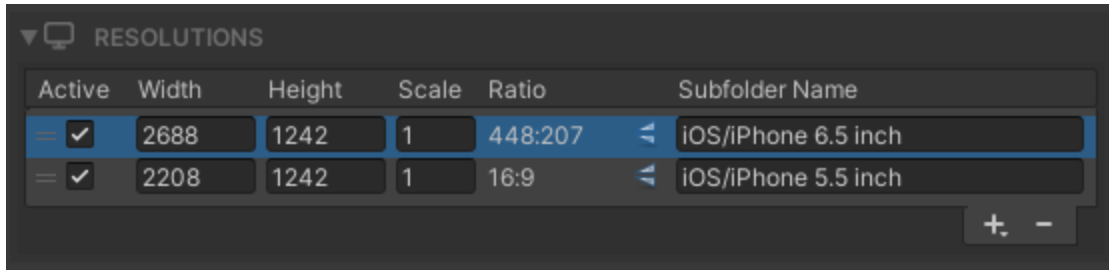 RESOLUTIONS
Active Width Height Scale Ratio Subfolder Name
2688 1242 1 448:207 iOS/iPhone 6.5 inch
2208 1242 1 16:9 iOS/iPhone 5.5 inch